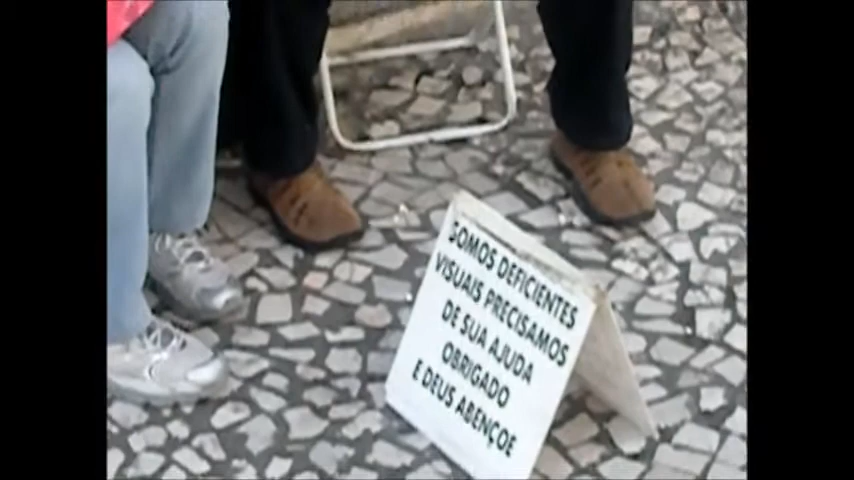 SOMOS DEFICIENTES
VISUAIS PRECISAMOS
DE SUA AJUDA
OBRIGADO
E DEUS ABENÇOE